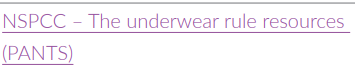 NSPCC – The underwear rule resources
(PANTS)